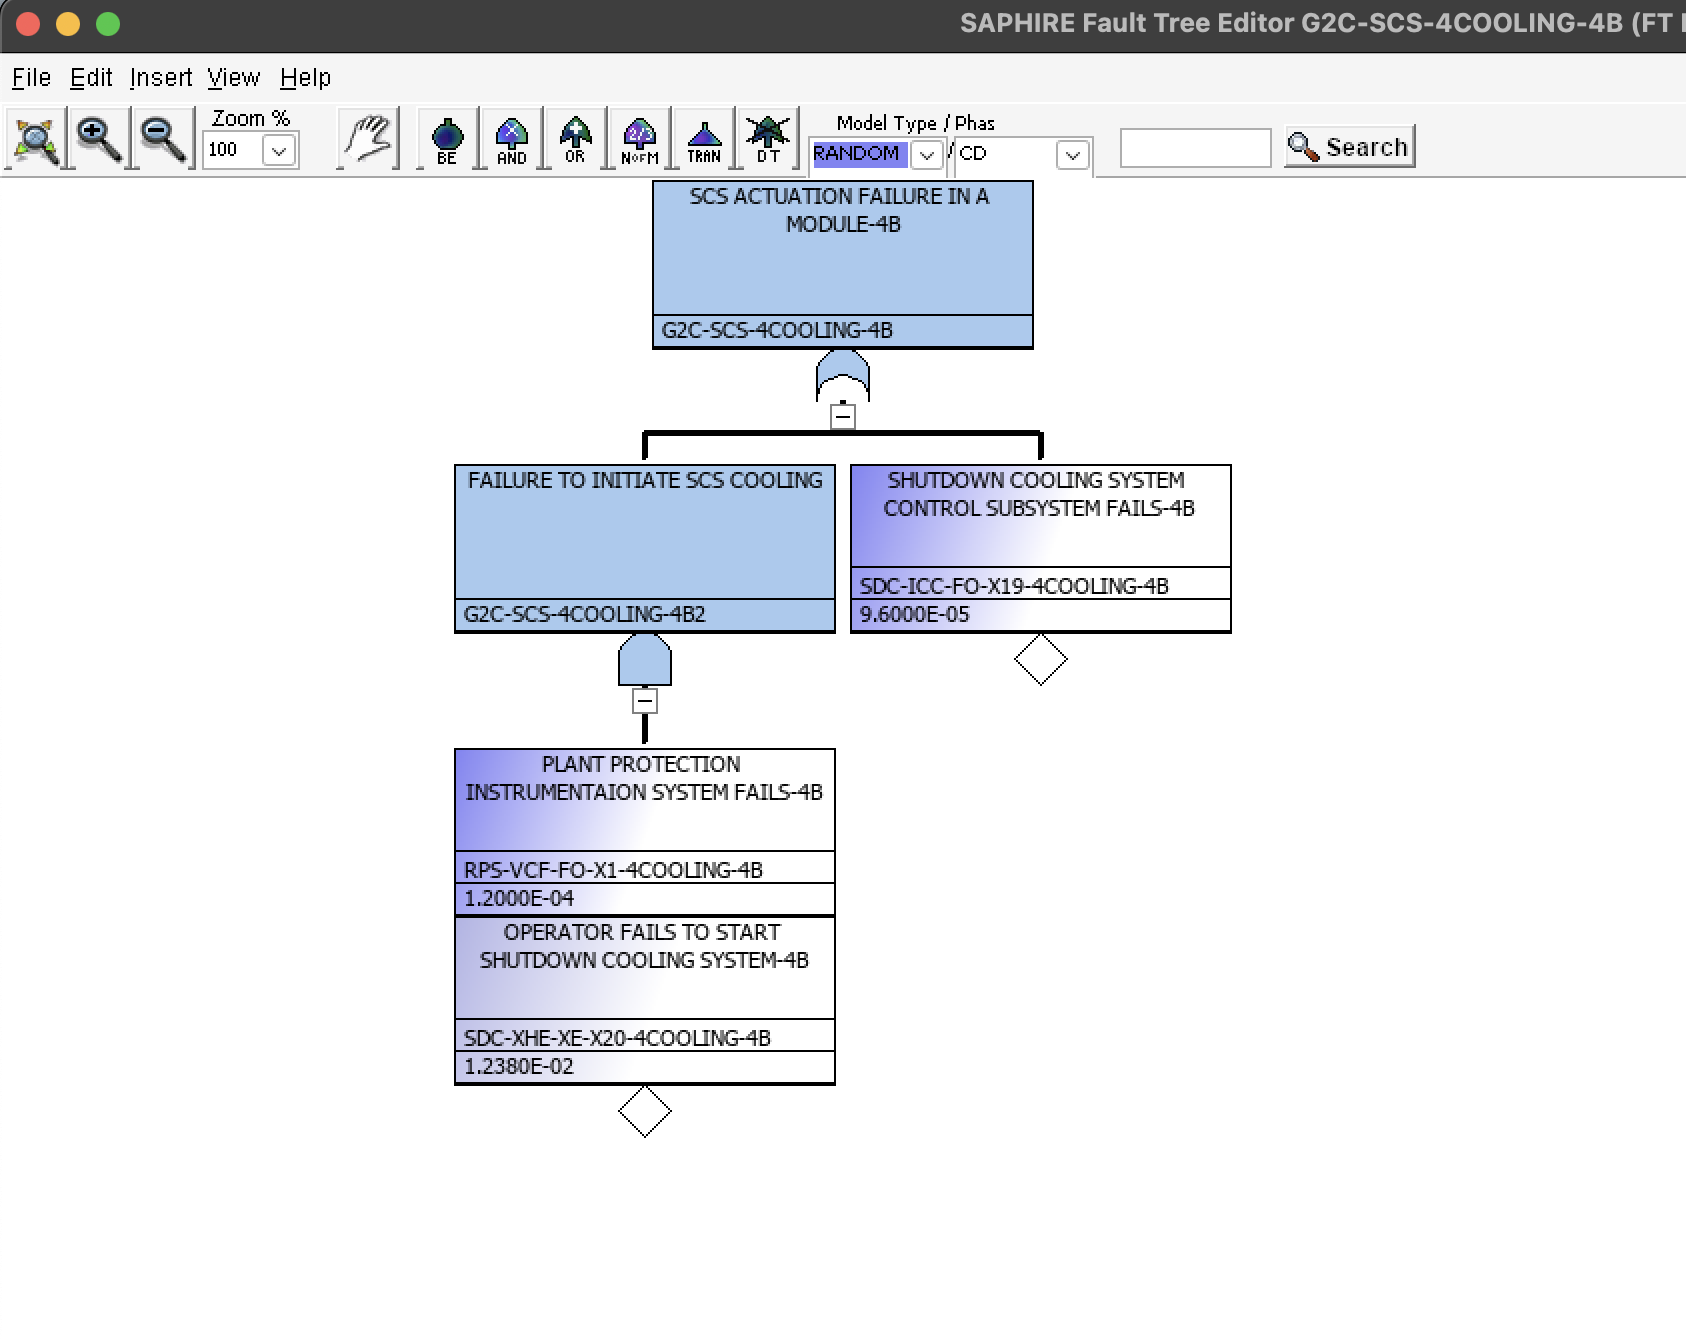 SAPHIRE Fault Tree Editor G2C-SCS-4COOLING-4B (FT
File Edit Insert View Help
Zoom %
100
BE
AND
2/3
OR
NOFM
TRAN
DT
Model Type / Phas
RANDOM / CD
Search
SCS ACTUATION FAILURE IN A
MODULE-4B
G2C-SCS-4COOLING-4B
FAILURE TO INITIATE SCS COOLING
G2C-SCS-4COOLING-4B2
SHUTDOWN COOLING SYSTEM
CONTROL SUBSYSTEM FAILS-4B
SDC-ICC-FO-X19-4COOLING-4B
9.6000E-05
PLANT PROTECTION
INSTRUMENTAION SYSTEM FAILS-4B
RPS-VCF-FO-X1-4COOLING-4B
1.2000E-04
OPERATOR FAILS TO START
SHUTDOWN COOLING SYSTEM-4B
SDC-XHE-XE-X20-4COOLING-4B
1.2380E-02